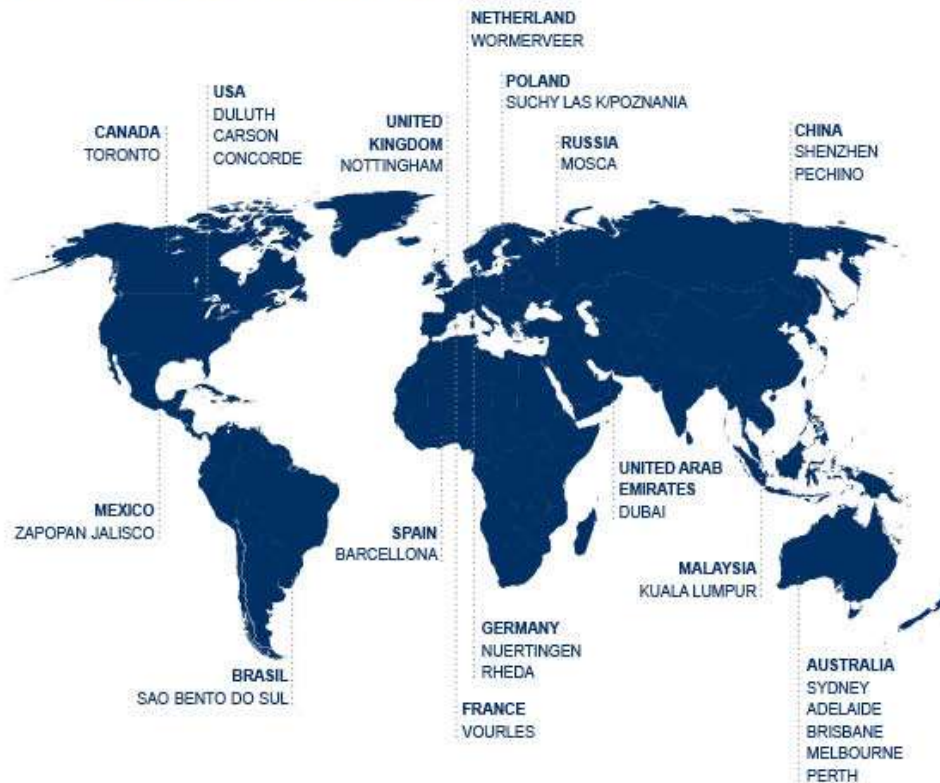 NETHERLAND
WORMERVEER
POLAND
SUCHY LAS K/POZNANIA
USA
DULUTH
CARSON
CONCORDE
CANADA
TORONTO
UNITED
KINGDOM
NOTTINGHAM
RUSSIA
MOSCA
CHINA
SHENZHEN
PECHINO
MEXICO
ZAPOPAN JALISCO
SPAIN
BARCELLONA
UNITED ARAB
EMIRATES
DUBAI
MALAYSIA
KUALA LUMPUR
GERMANY
NUERTINGEN
RHEDA
BRASIL
SAO BENTO DO SUL
FRANCE
VOURLES
AUSTRALIA
SYDNEY
ADELAIDE
BRISBANE
MELBOURNE
PERTH